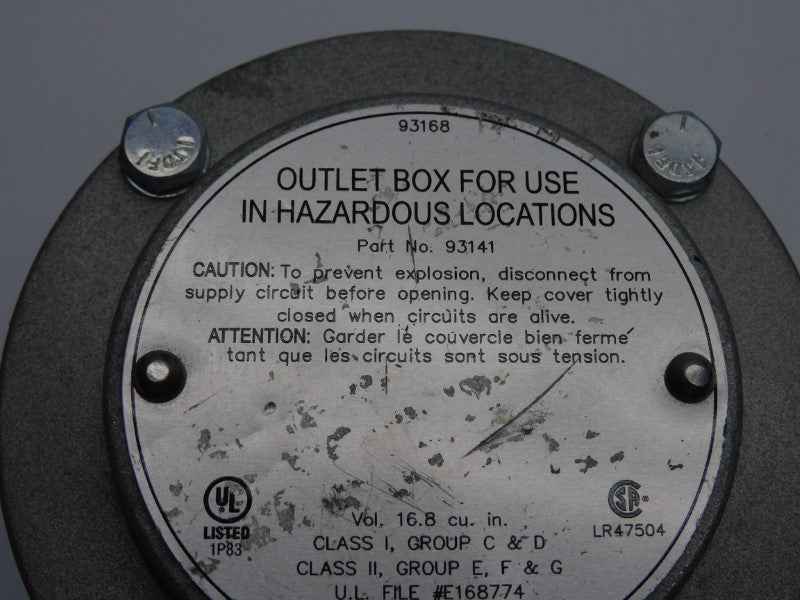 93168
OUTLET BOX FOR USE
IN HAZARDOUS LOCATIONS
Part No. 93141
CAUTION: To prevent explosion, disconnect from
supply circuit before opening. Keep cover tightly
closed when circuits are alive.
ATTENTION: Garder le couvercle bien fermé
tant que les circuits sont sous tension.
UL
LISTED
1P83
SA
LR47504
Vol. 16.8 cu. in.
CLASS I, GROUP C & D
CLASS II, GROUP E, F & G
U.L. FILE #E168774